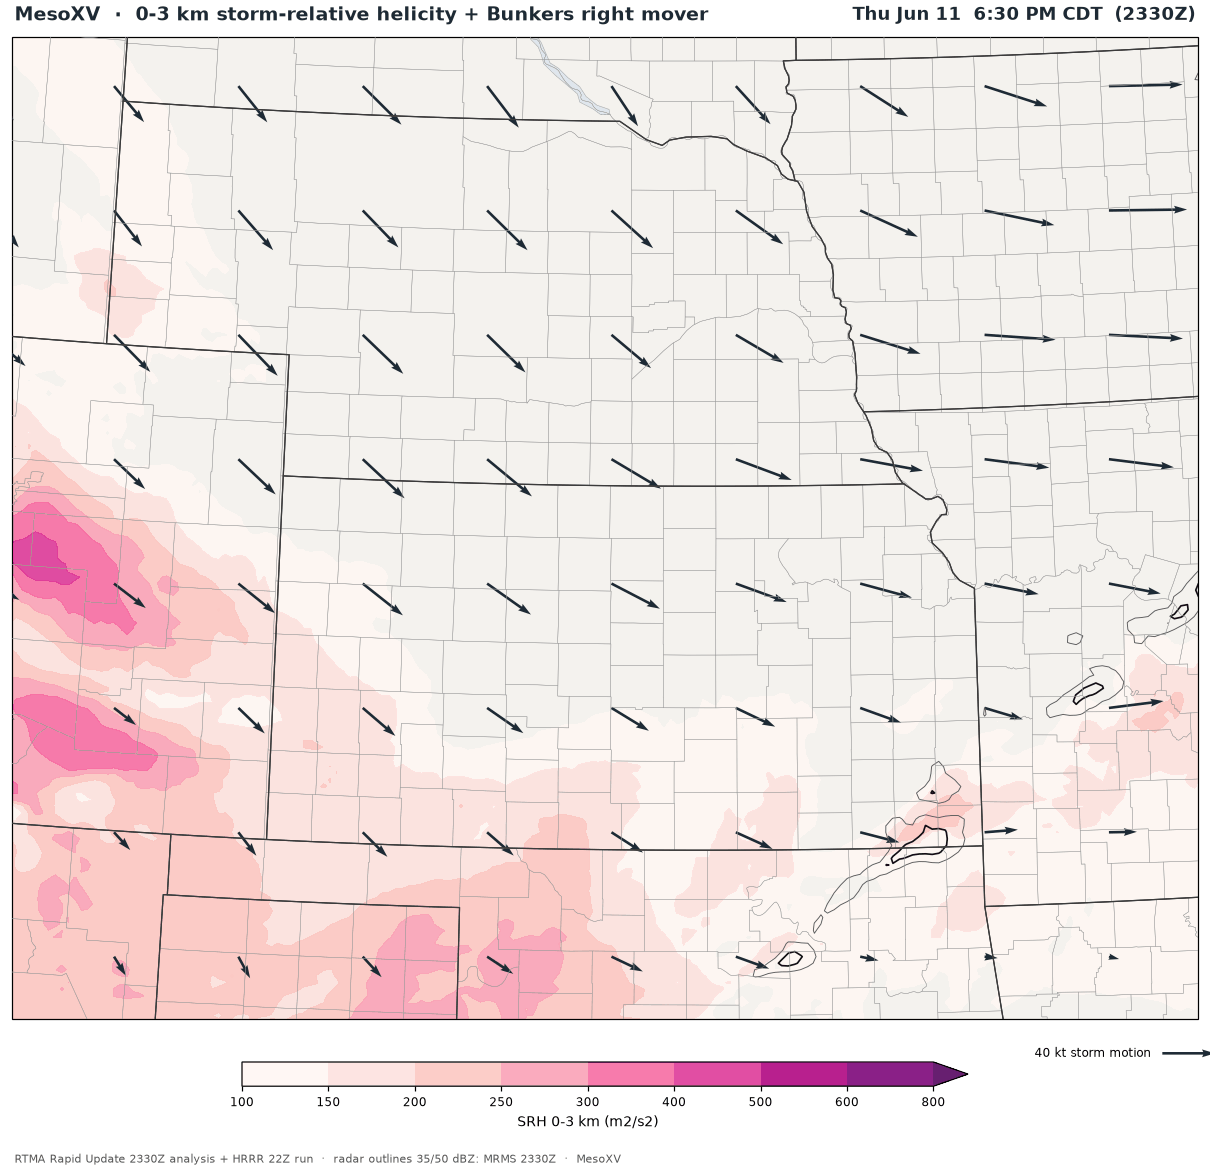 MesoXV · 0-3 km storm-relative helicity + Bunkers right mover
Thu Jun 11 6:30 PM CDT (2330Z)
40 kt storm motion
100 150 200 250 300 400 500 600 800
SRH 0-3 km (m2/s2)
RTMA Rapid Update 2330Z analysis + HRRR 22Z run · radar outlines 35/50 dBZ: MRMS 2330Z · MesoXV